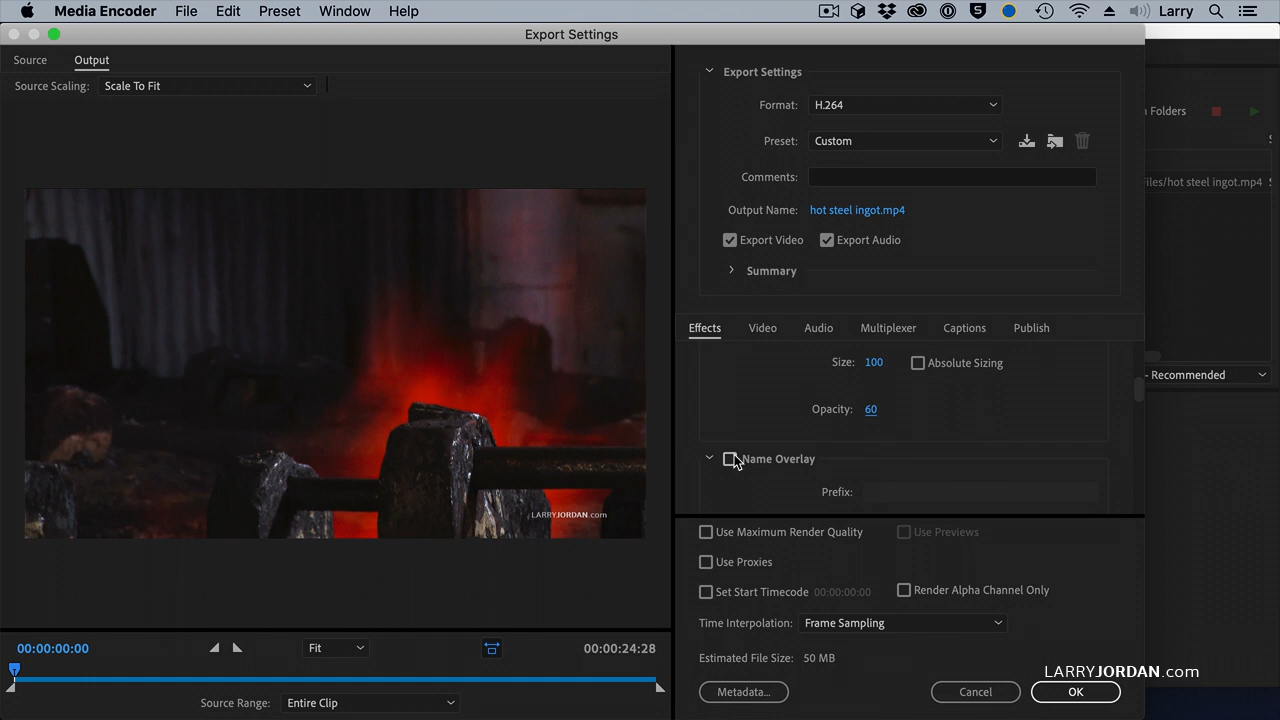 Media Encoder File Edit Preset Window Help Larry
Export Settings
Source Output
Source Scaling: Scale To Fit
Export Settings
Format: H.264
Preset: Custom
Comments:
Output Name: hot steel ingot.mp4
Export Video Export Audio
Summary
Effects Video Audio Multiplexer Captions Publish
Size: 100 Absolute Sizing
Opacity: 60
Name Overlay
Prefix:
LARRYJORDAN.com
Use Maximum Render Quality Use Previews
Use Proxies
Set Start Timecode 00:00:00:00 Render Alpha Channel Only
Time Interpolation: Frame Sampling
Estimated File Size: 50 MB
Metadata... Cancel OK
00:00:00:00 Fit 00:00:24:28
Source Range: Entire Clip
Folders
files/hot steel ingot.mp4
- Recommended
LARRYJORDAN.com